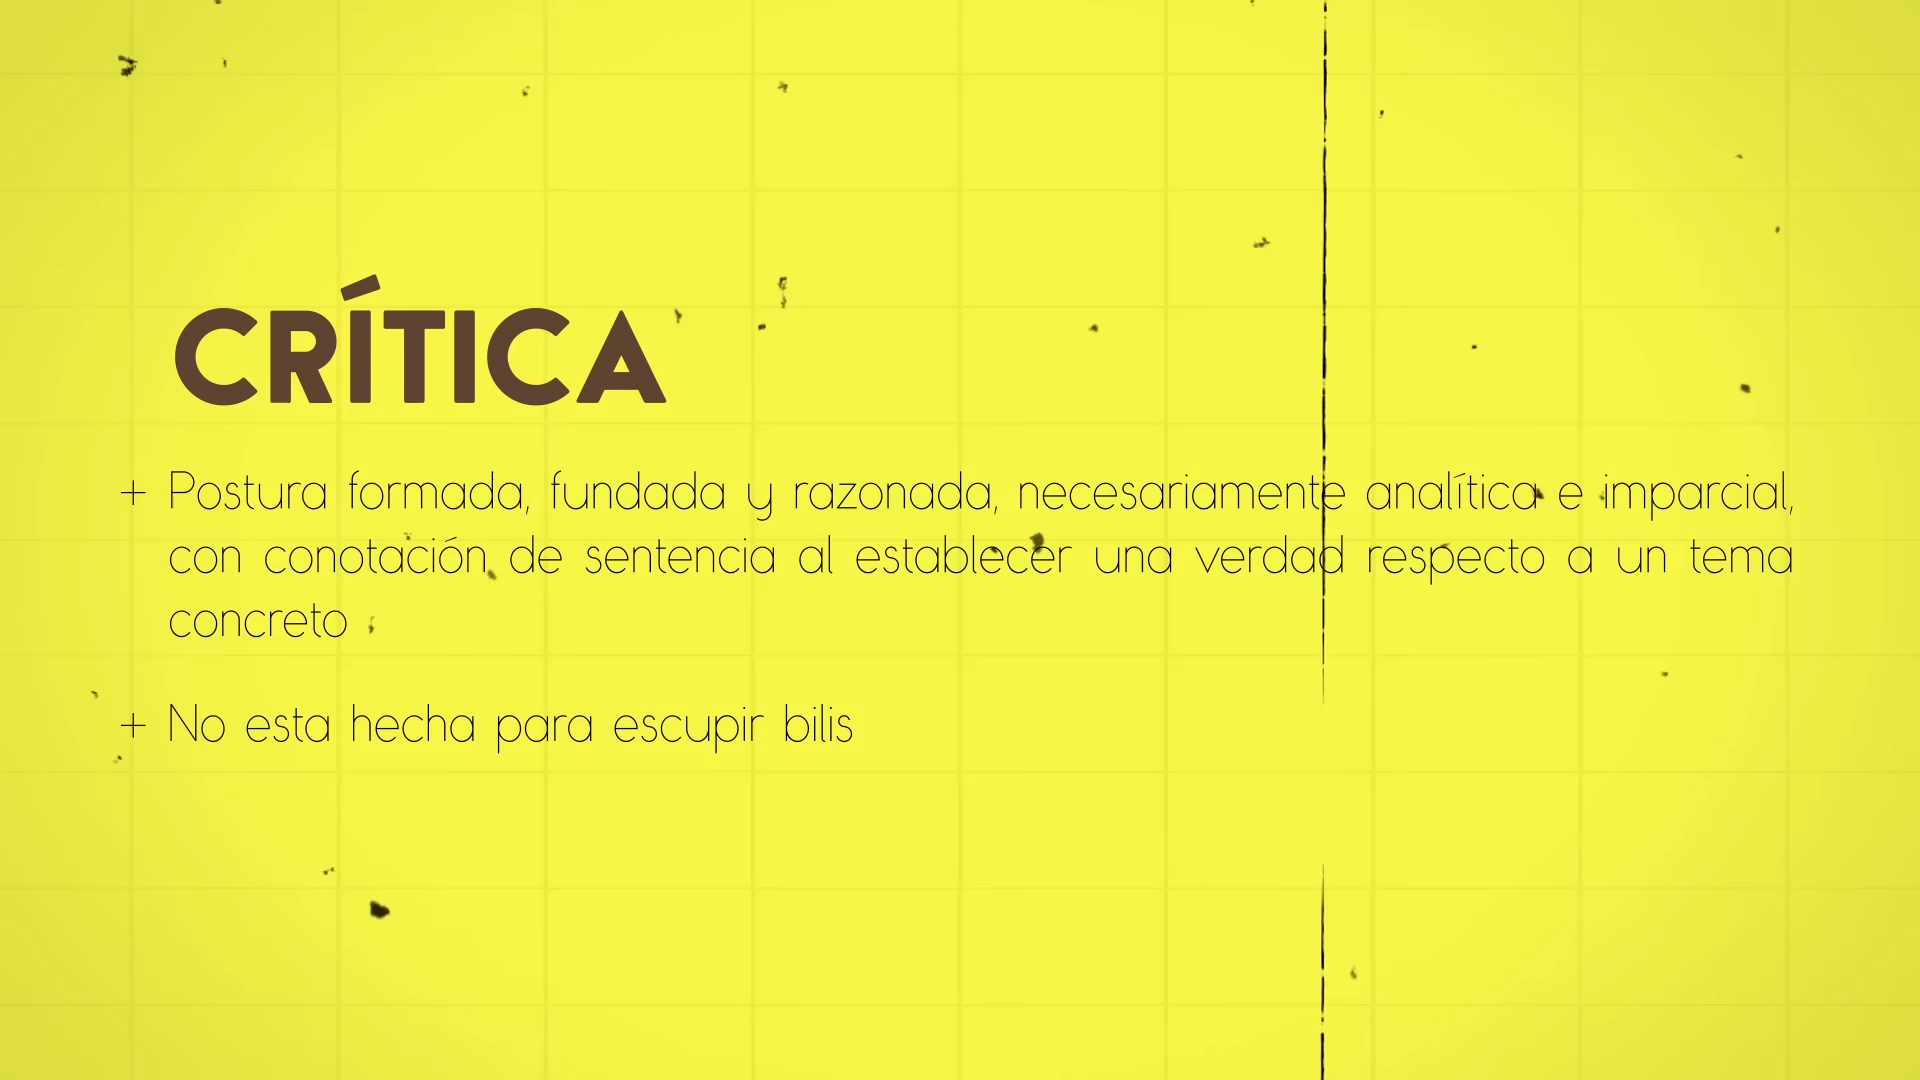 CRÍTICA
+ Postura formada, fundada y razonada, necesariamente analítica e imparcial,
con conotación de sentencia al establecer una verdad respecto a un tema
concreto
+ No esta hecha para escupir bilis